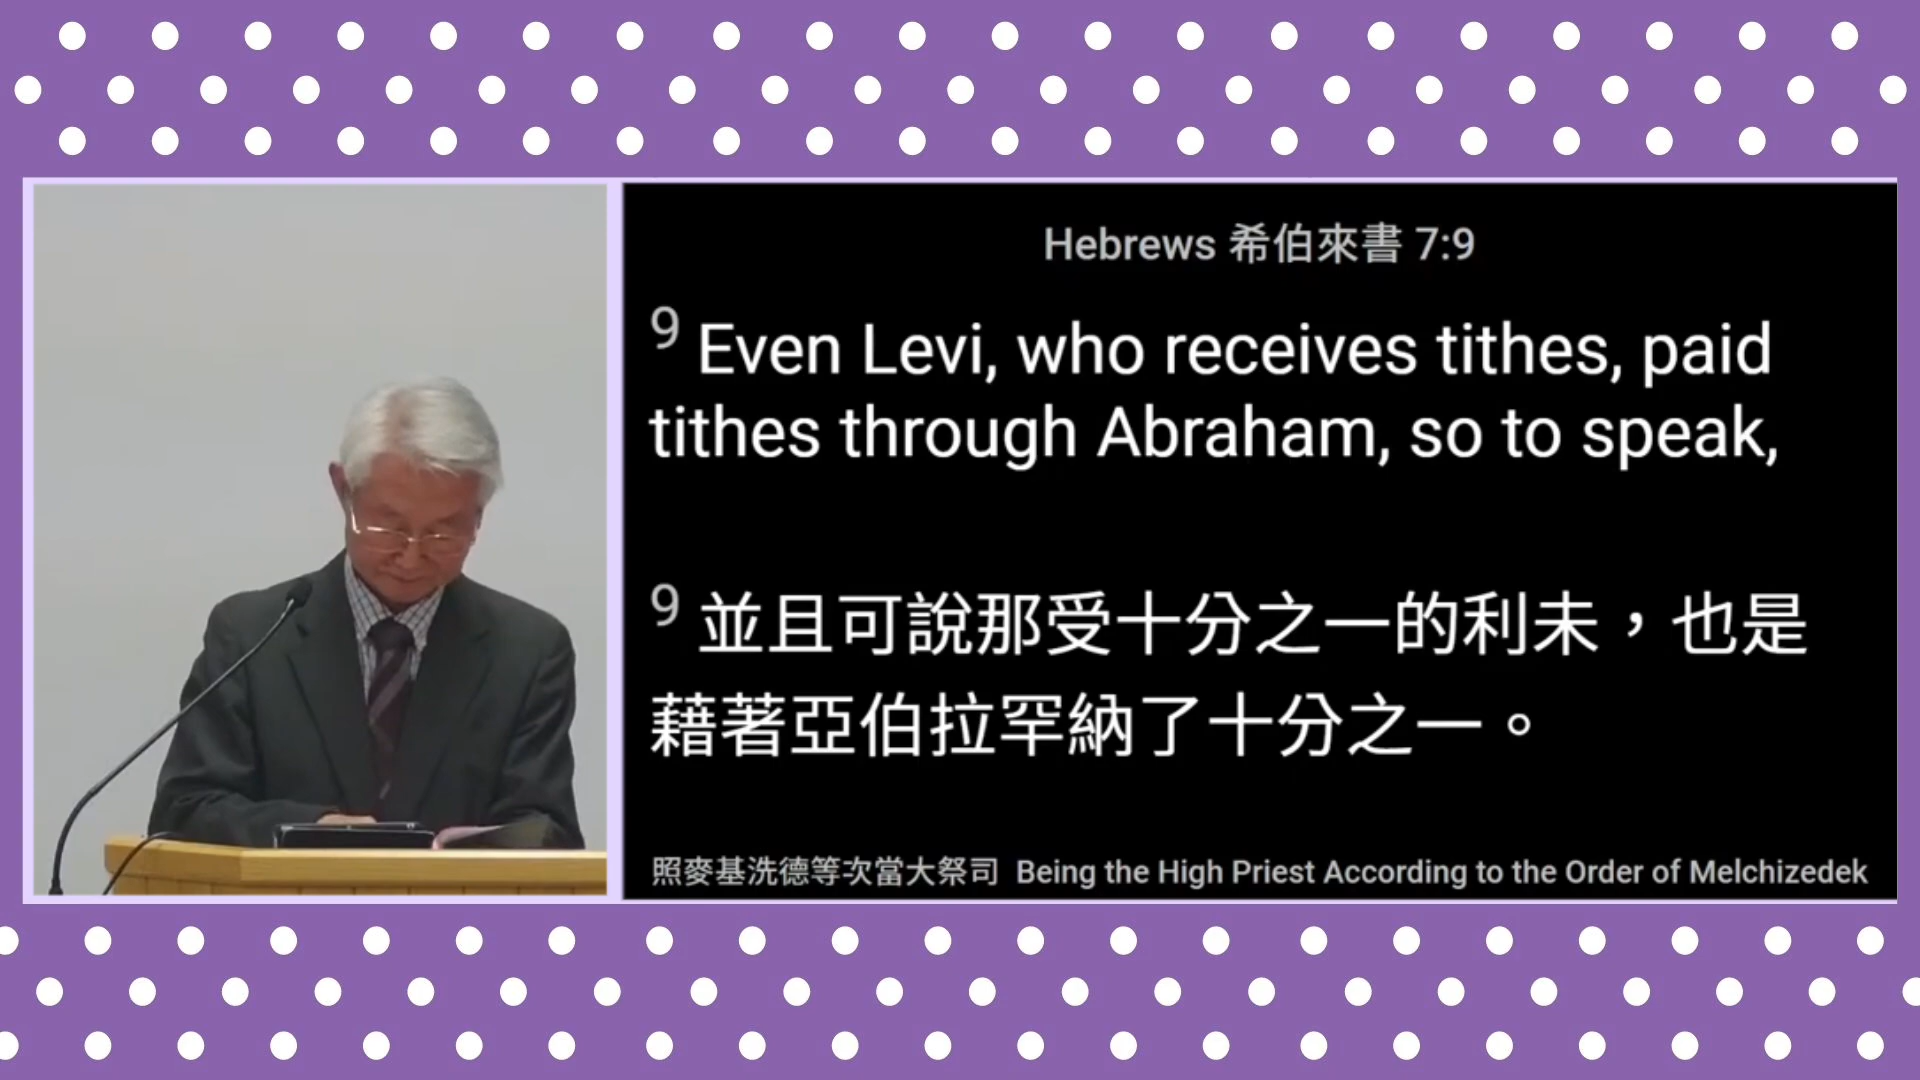 Hebrews 希伯來書 7:9
9 Even Levi, who receives tithes, paid
tithes through Abraham, so to speak,
9 並且可說那受十分之一的利未，也是
藉著亞伯拉罕納了十分之一。
照麥基洗德等次當大祭司 Being the High Priest According to the Order of Melchizedek